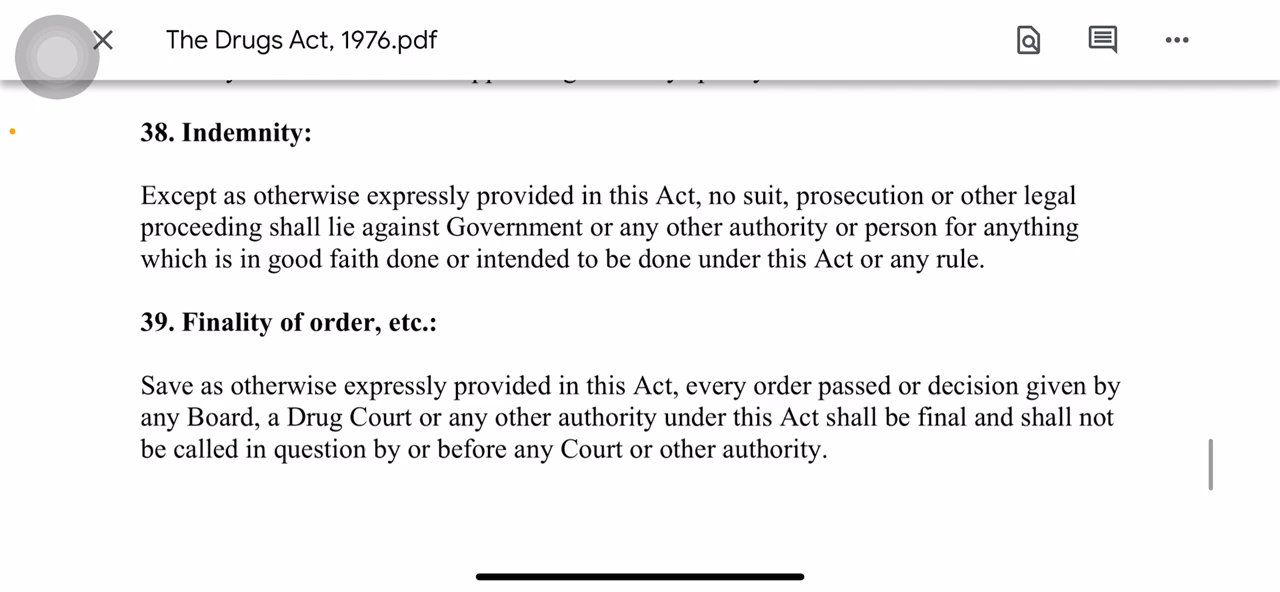 The Drugs Act, 1976.pdf
38. Indemnity:
Except as otherwise expressly provided in this Act, no suit, prosecution or other legal
proceeding shall lie against Government or any other authority or person for anything
which is in good faith done or intended to be done under this Act or any rule.
39. Finality of order, etc.:
Save as otherwise expressly provided in this Act, every order passed or decision given by
any Board, a Drug Court or any other authority under this Act shall be final and shall not
be called in question by or before any Court or other authority.